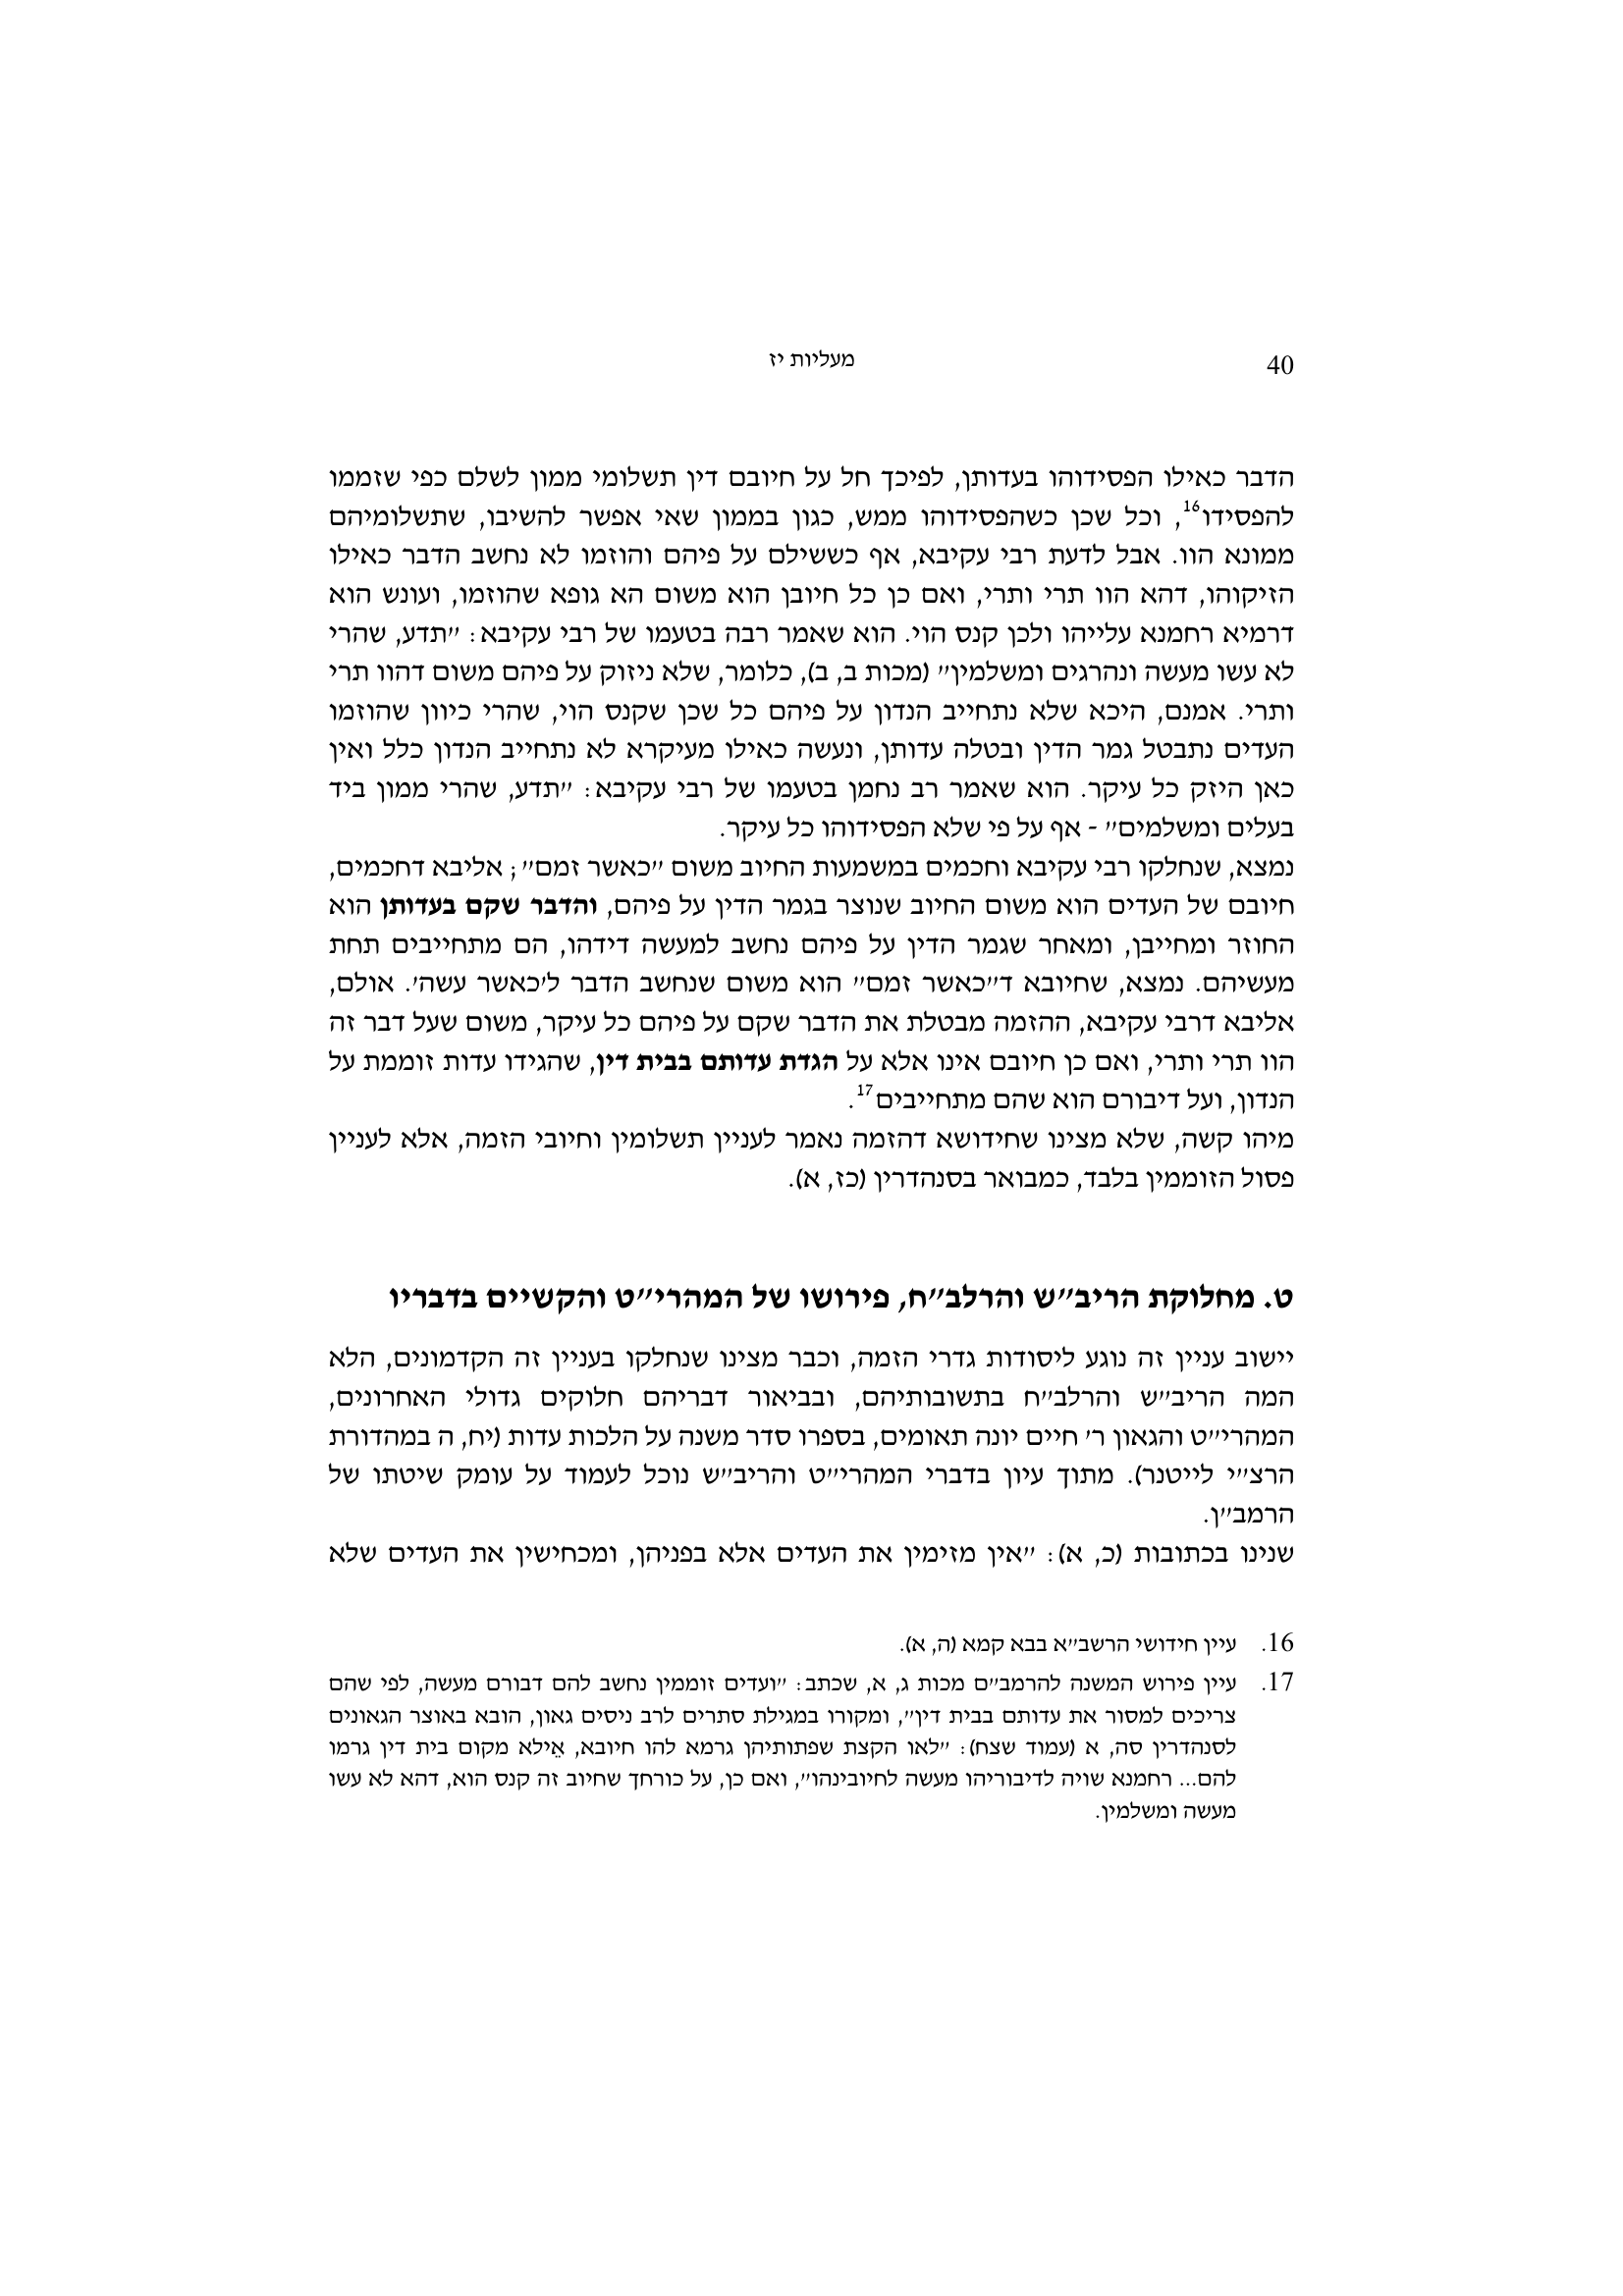 40
מעליות יז
הדבר כאילו הפסידוהו בעדותן, לפיכך חל על חיובם דין תשלומי ממון לשלם כפי שזממו
להפסידו16, וכל שכן כשהפסידוהו ממש, כגון בממון שאי אפשר להשיבו, שתשלומיהם
ממונא הוו. אבל לדעת רבי עקיבא, אף כששילם על פיהם והוזמו לא נחשב הדבר כאילו
הזיקוהו, דהא הוו תרי ותרי, ואם כן כל חיובן הוא משום הא גופא שהוזמו, ועונש הוא
דרמיא רחמנא עלייהו ולכן קנס הוי. הוא שאמר רבה בטעמו של רבי עקיבא: ״תדע, שהרי
לא עשו מעשה ונהרגים ומשלמין״ (מכות ב, ב), כלומר, שלא ניזוק על פיהם משום דהוו תרי
ותרי. אמנם, היכא שלא נתחייב הנדון על פיהם כל שכן שקנס הוי, שהרי כיוון שהוזמו
העדים נתבטל גמר הדין ובטלה עדותן, ונעשה כאילו מעיקרא לא נתחייב הנדון כלל ואין
כאן היזק כל עיקר. הוא שאמר רב נחמן בטעמו של רבי עקיבא: ״תדע, שהרי ממון ביד
בעלים ומשלמים״ - אף על פי שלא הפסידוהו כל עיקר.
נמצא, שנחלקו רבי עקיבא וחכמים במשמעות החיוב משום ״כאשר זמם״; אליבא דחכמים,
חיובם של העדים הוא משום החיוב שנוצר בגמר הדין על פיהם, והדבר שקם בעדותן הוא
החוזר ומחייבן, ומאחר שגמר הדין על פיהם נחשב למעשה דידהו, הם מתחייבים תחת
מעשיהם. נמצא, שחיובא ד״כאשר זמם״ הוא משום שנחשב הדבר ל׳כאשר עשה׳. אולם,
אליבא דרבי עקיבא, ההזמה מבטלת את הדבר שקם על פיהם כל עיקר, משום שעל דבר זה
הוו תרי ותרי, ואם כן חיובם אינו אלא על הגדת עדותם בבית דין, שהגידו עדות זוממת על
הנדון, ועל דיבורם הוא שהם מתחייבים17.
מיהו קשה, שלא מצינו שחידושא דהזמה נאמר לעניין תשלומין וחיובי הזמה, אלא לעניין
פסול הזוממין בלבד, כמבואר בסנהדרין (כז, א).
ט. מחלוקת הריב״ש והרלב״ח, פירושו של המהרי״ט והקשיים בדבריו
יישוב עניין זה נוגע ליסודות גדרי הזמה, וכבר מצינו שנחלקו בעניין זה הקדמונים, הלא
המה הריב״ש והרלב״ח בתשובותיהם, ובביאור דבריהם חלוקים גדולי האחרונים,
המהרי״ט והגאון ר׳ חיים יונה תאומים, בספרו סדר משנה על הלכות עדות (יח, ה במהדורת
הרצ״י לייטנר). מתוך עיון בדברי המהרי״ט והריב״ש נוכל לעמוד על עומק שיטתו של
הרמב״ן.
שנינו בכתובות (כ, א): ״אין מזימין את העדים אלא בפניהן, ומכחישין את העדים שלא
16. עיין חידושי הרשב״א בבא קמא (ה, א).
17. עיין פירוש המשנה להרמב״ם מכות ג, א, שכתב: ״ועדים זוממין נחשב להם דבורם מעשה, לפי שהם
צריכים למסור את עדותם בבית דין״, ומקורו במגילת סתרים לרב ניסים גאון, הובא באוצר הגאונים
לסנהדרין סה, א (עמוד שצח): ״לאו הקצת שפתותיהן גרמא להו חיובא, אֵילא מקום בית דין גרמו
להם... רחמנא שויה לדיבוריהו מעשה לחיובינהו״, ואם כן, על כורחך שחיוב זה קנס הוא, דהא לא עשו
מעשה ומשלמין.